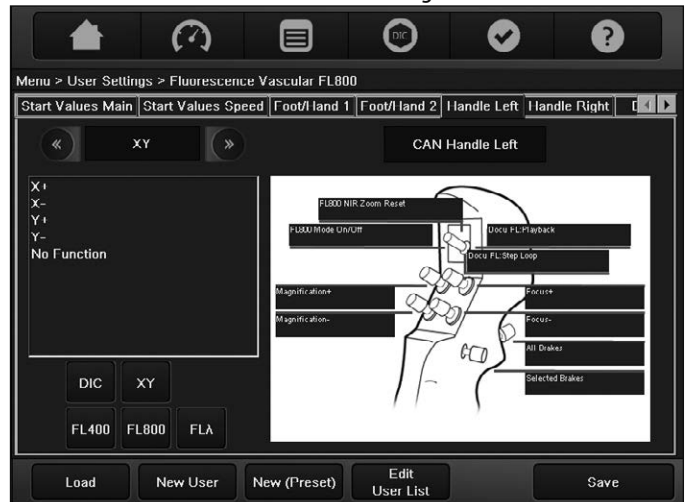 DIC
?
Menu > User Settings > Fluorescence Vascular FL800
Start Values Main
Start Values Speed
Foot/Hand 1
Foot/Hand 2
Handle Left
Handle Right
«
XY
»
CAN Handle Left
X+
X-
Y+
Y-
No Function
FL800 NIR Zoom Reset
FL800 Mode On/Off
Docu FL:Playback
Docu FL:Step Loop
Magnification+
Focus+
Magnification-
Focus-
All Brakes
Selected Brakes
DIC
XY
FL400
FL800
FLλ
Load
New User
New (Preset)
Edit
User List
Save